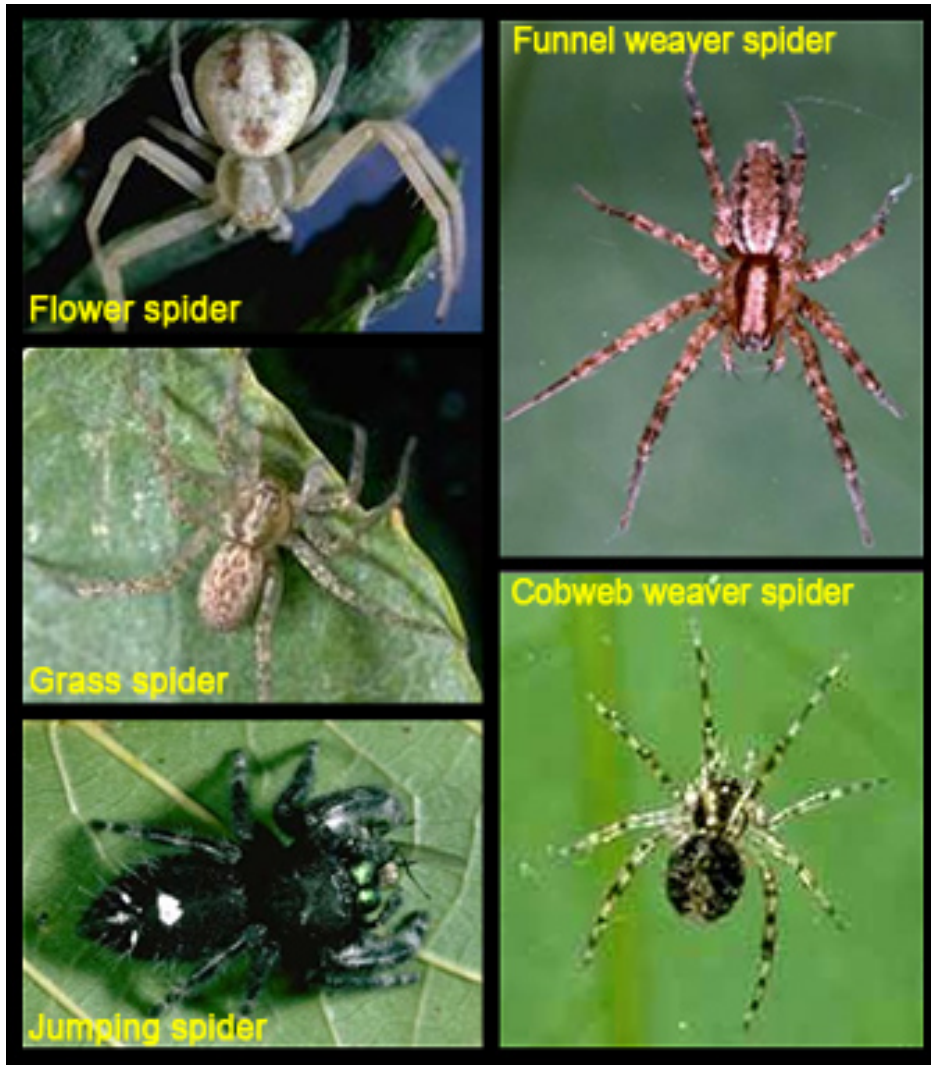 Flower spider
Funnel weaver spider
Grass spider
Cobweb weaver spider
Jumping spider